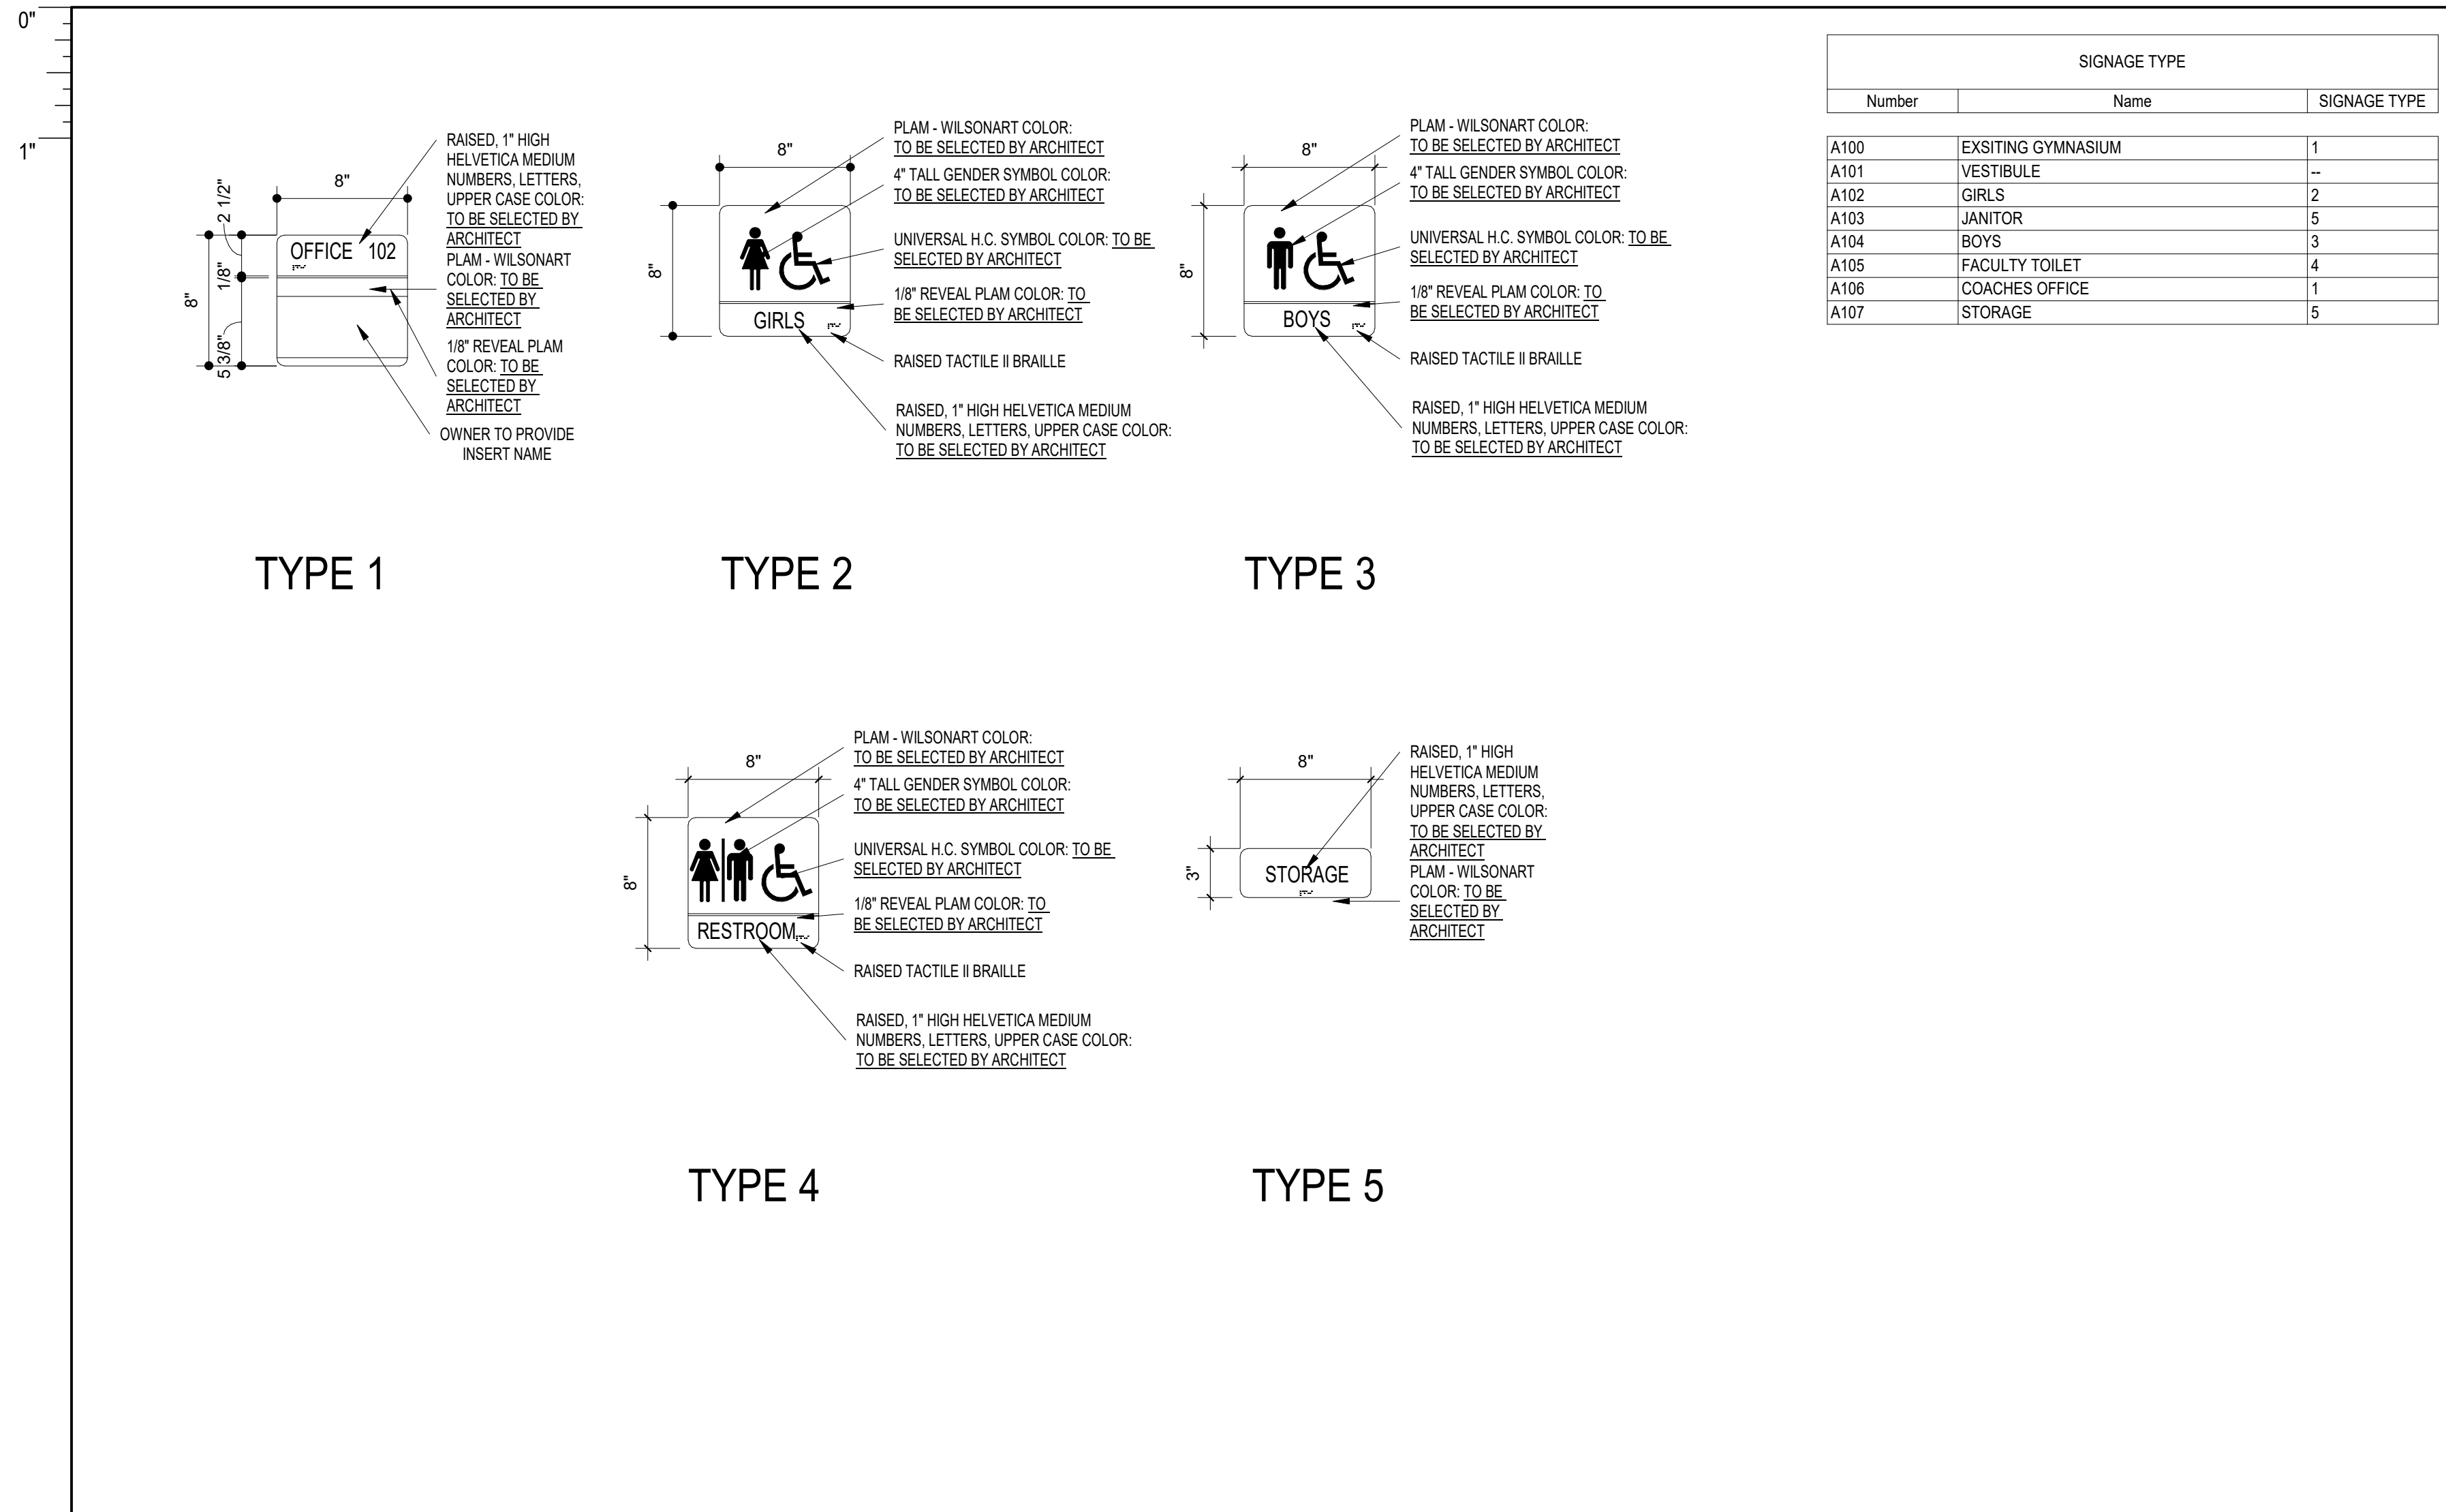 0"
1"
RAISED, 1" HIGH
HELVETICA MEDIUM
NUMBERS, LETTERS,
UPPER CASE COLOR:
TO BE SELECTED BY
ARCHITECT
PLAM - WILSONART
COLOR: TO BE
SELECTED BY
ARCHITECT
1/8" REVEAL PLAM
COLOR: TO BE
SELECTED BY
ARCHITECT
OWNER TO PROVIDE
INSERT NAME
8"
8"
2 1/2"
1/8"
5 3/8"
OFFICE 102
TYPE 1
PLAM - WILSONART COLOR:
TO BE SELECTED BY ARCHITECT
4" TALL GENDER SYMBOL COLOR:
TO BE SELECTED BY ARCHITECT
UNIVERSAL H.C. SYMBOL COLOR: TO BE
SELECTED BY ARCHITECT
1/8" REVEAL PLAM COLOR: TO
BE SELECTED BY ARCHITECT
RAISED TACTILE II BRAILLE
RAISED, 1" HIGH HELVETICA MEDIUM
NUMBERS, LETTERS, UPPER CASE COLOR:
TO BE SELECTED BY ARCHITECT
8"
8"
GIRLS
TYPE 2
PLAM - WILSONART COLOR:
TO BE SELECTED BY ARCHITECT
4" TALL GENDER SYMBOL COLOR:
TO BE SELECTED BY ARCHITECT
UNIVERSAL H.C. SYMBOL COLOR: TO BE
SELECTED BY ARCHITECT
1/8" REVEAL PLAM COLOR: TO
BE SELECTED BY ARCHITECT
RAISED TACTILE II BRAILLE
RAISED, 1" HIGH HELVETICA MEDIUM
NUMBERS, LETTERS, UPPER CASE COLOR:
TO BE SELECTED BY ARCHITECT
8"
8"
BOYS
TYPE 3
SIGNAGE TYPE
Number Name SIGNAGE TYPE
A100 EXSITING GYMNASIUM 1
A101 VESTIBULE --
A102 GIRLS 2
A103 JANITOR 5
A104 BOYS 3
A105 FACULTY TOILET 4
A106 COACHES OFFICE 1
A107 STORAGE 5
PLAM - WILSONART COLOR:
TO BE SELECTED BY ARCHITECT
4" TALL GENDER SYMBOL COLOR:
TO BE SELECTED BY ARCHITECT
UNIVERSAL H.C. SYMBOL COLOR: TO BE
SELECTED BY ARCHITECT
1/8" REVEAL PLAM COLOR: TO
BE SELECTED BY ARCHITECT
RAISED TACTILE II BRAILLE
RAISED, 1" HIGH HELVETICA MEDIUM
NUMBERS, LETTERS, UPPER CASE COLOR:
TO BE SELECTED BY ARCHITECT
8"
8"
RESTROOM
TYPE 4
RAISED, 1" HIGH
HELVETICA MEDIUM
NUMBERS, LETTERS,
UPPER CASE COLOR:
TO BE SELECTED BY
ARCHITECT
PLAM - WILSONART
COLOR: TO BE
SELECTED BY
ARCHITECT
8"
3"
STORAGE
TYPE 5